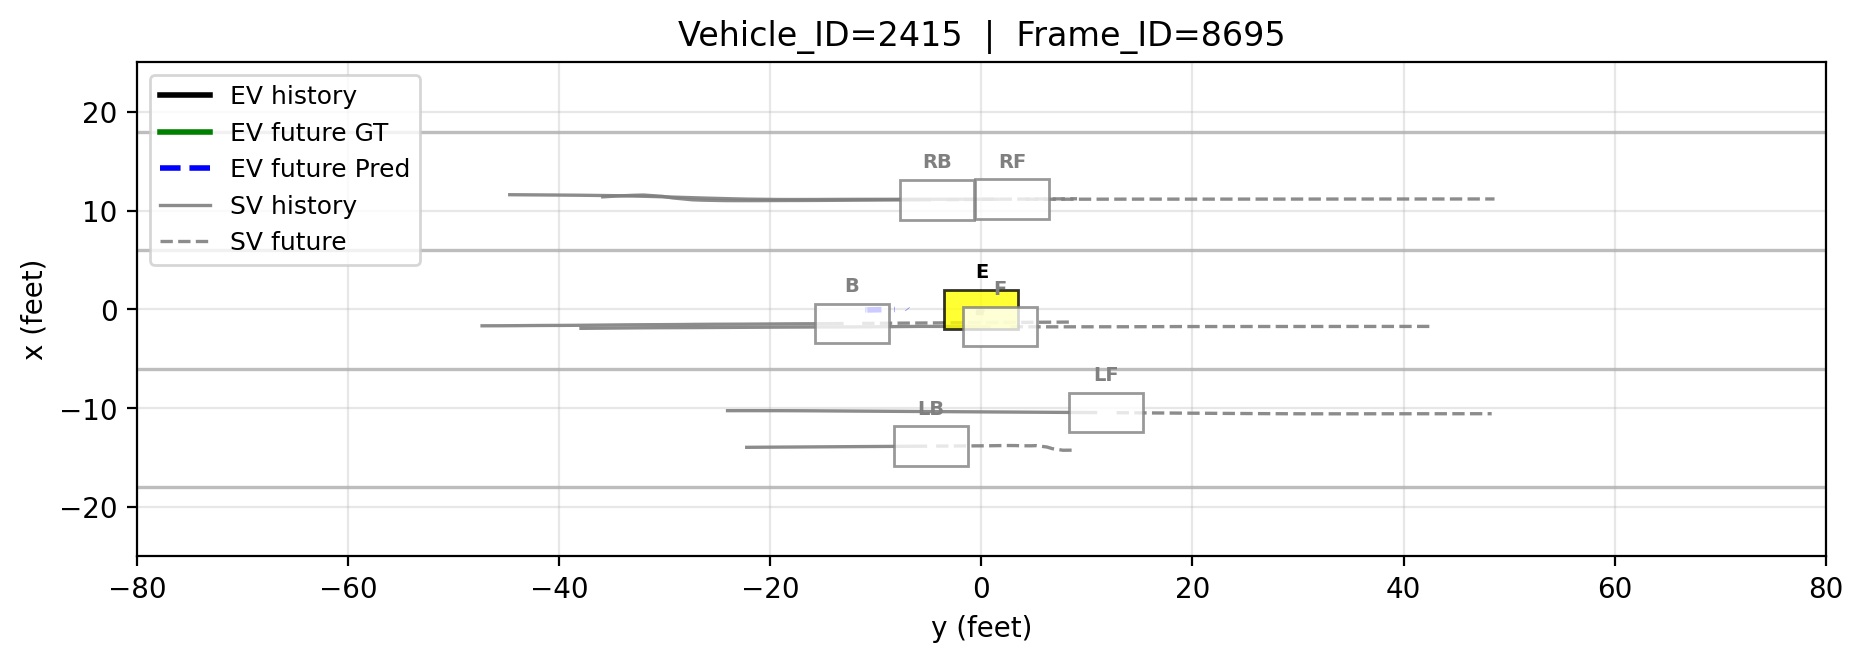 Vehicle_ID=2415 | Frame_ID=8695
EV history
EV future GT
EV future Pred
SV history
SV future
RB
RF
E
F
B
LF
LB
20
10
0
−10
−20
x (feet)
−80
−60
−40
−20
0
20
40
60
80
y (feet)